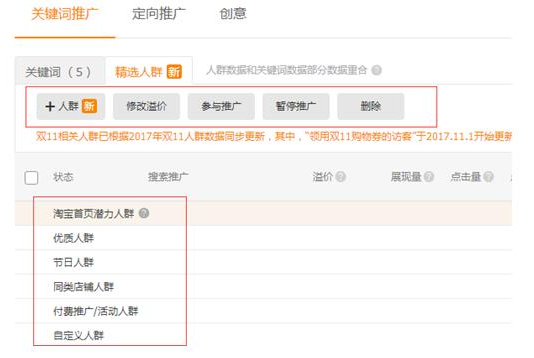 关键词推广 定向推广 创意
关键词（5） 精选人群 新 人群数据和关键词数据部分数据重合 ?
+ 人群 新 修改溢价 参与推广 暂停推广 删除
双11相关人群已根据2017年双11人群数据同步更新，其中，“领用双11购物券的访客”于2017.11.1开始更新
状态 搜索推广 溢价 ? 展现量 ? 点击量 ?
淘宝首页潜力人群 ?
优质人群
节日人群
同类店铺人群
付费推广/活动人群
自定义人群